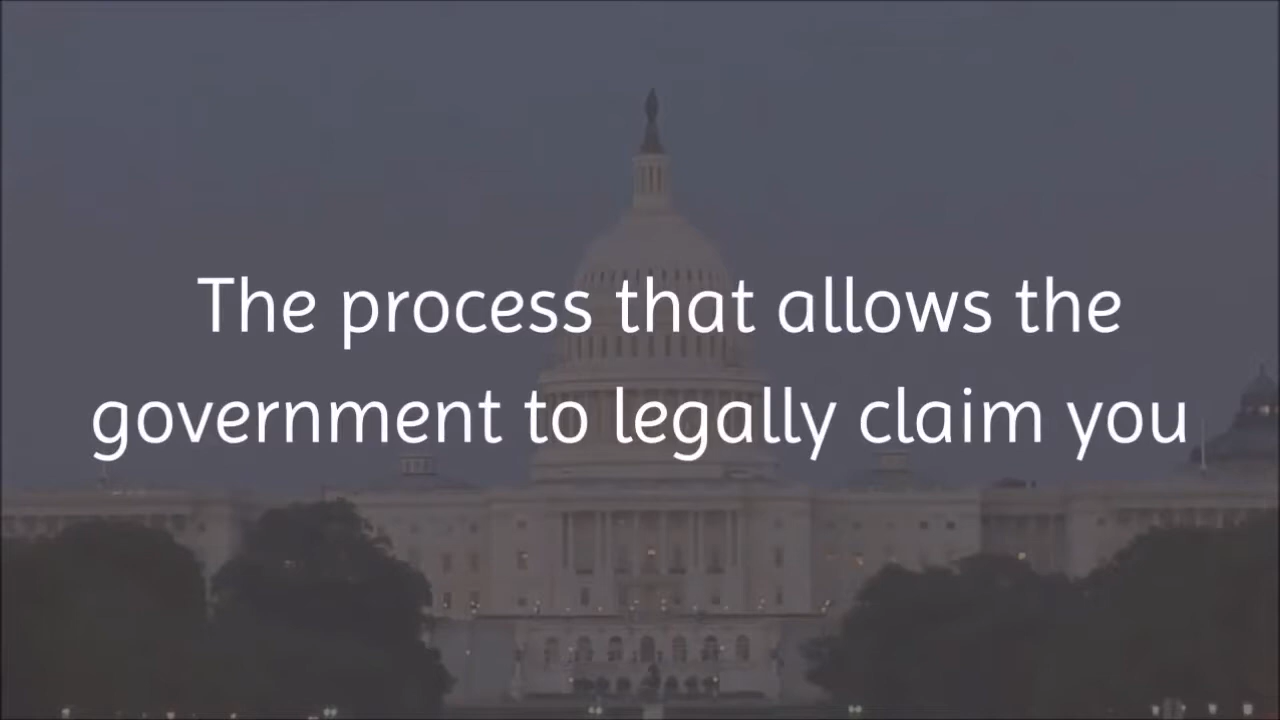 The process that allows the
government to legally claim you